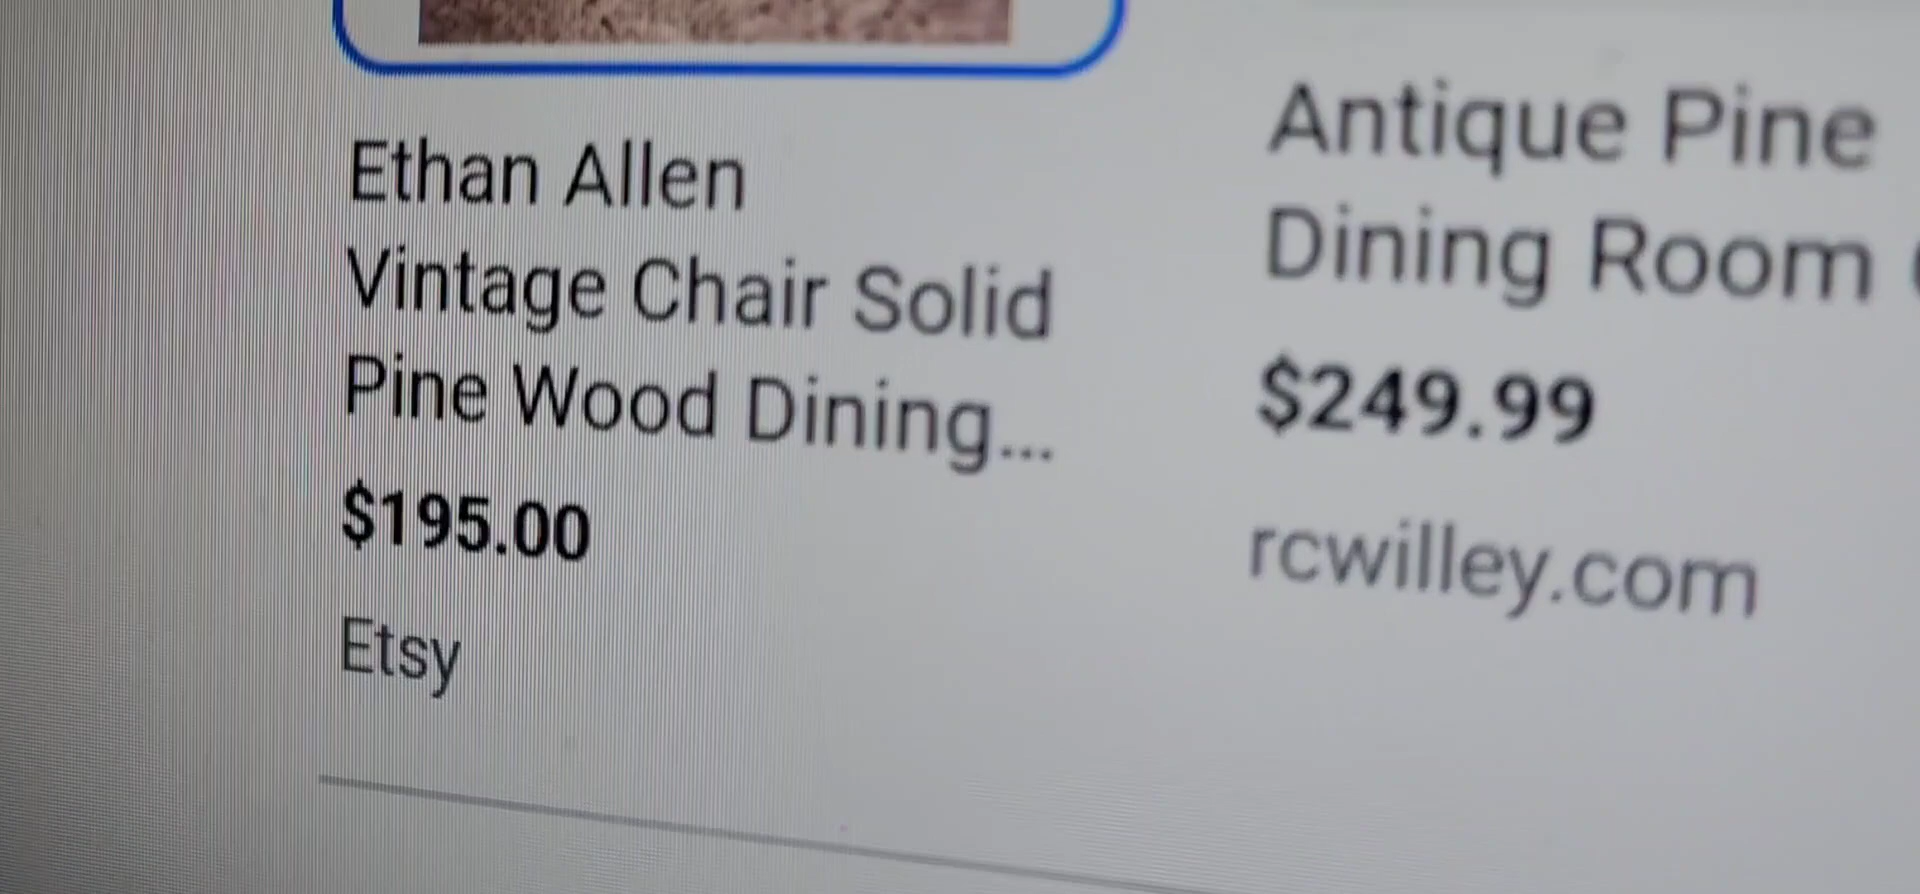 Ethan Allen
Vintage Chair Solid
Pine Wood Dining...
$195.00
Etsy
Antique Pine
Dining Room
$249.99
rcwilley.com